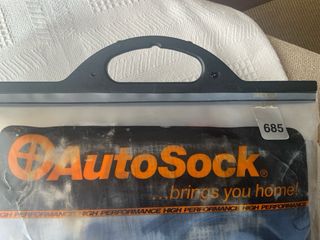 685
AutoSock®
...brings you home!
HIGH PERFORMANCE HIGH PERFORMANCE HIGH PERFORMANCE HIGH PERFORMANCE